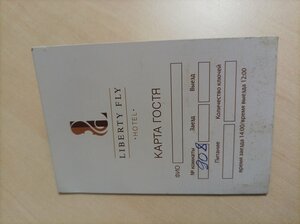 LIBERTY FLY
• HOTEL •
КАРТА ГОСТЯ
ФИО
№ комнаты 908 Заезд Выезд
Питание Количество ключей
время заезда 14:00/время выезда 12:00